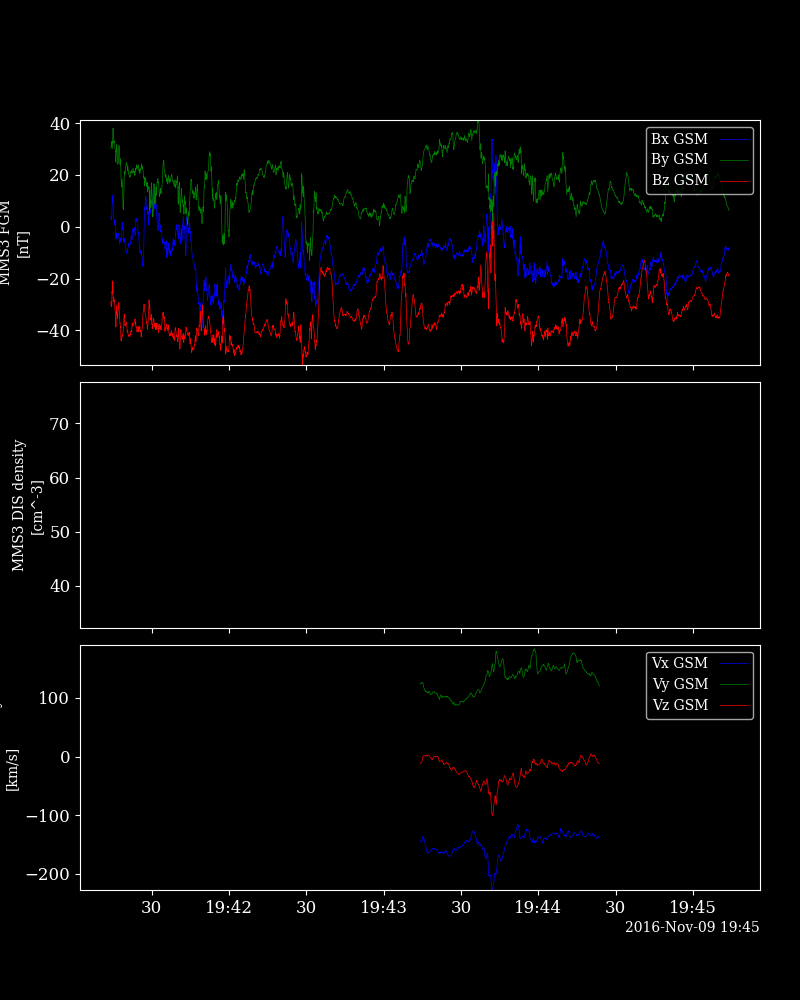 40
20
0
−20
−40
MMS3 FGM
[nT]
Bx GSM
By GSM
Bz GSM
70
60
50
40
MMS3 DIS density
[cm^-3]
100
0
−100
−200
[km/s]
Vx GSM
Vy GSM
Vz GSM
30 19:42 30 19:43 30 19:44 30 19:45
2016-Nov-09 19:45